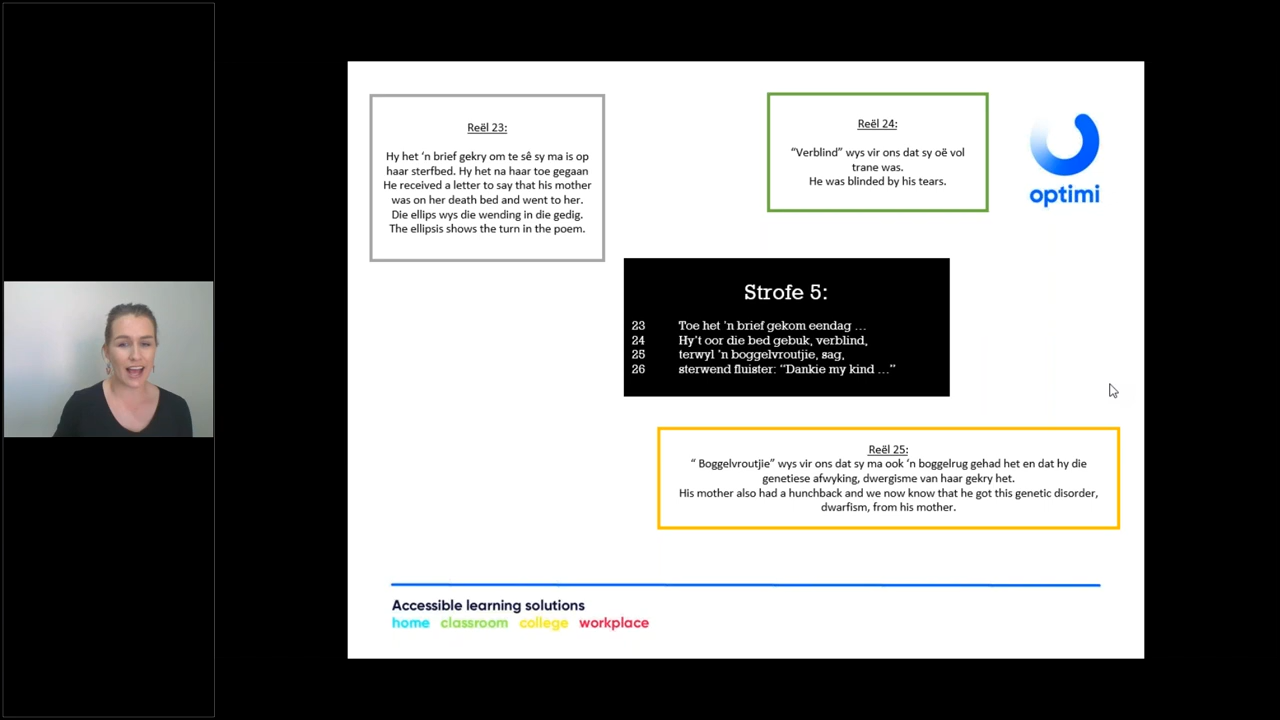 Reël 23:
Hy het ‘n brief gekry om te sê sy ma is op
haar sterfbed. Hy het na haar toe gegaan
He received a letter to say that his mother
was on her death bed and went to her.
Die ellips wys die wending in die gedig.
The ellipsis shows the turn in the poem.
Reël 24:
“Verblind” wys vir ons dat sy oë vol
trane was.
He was blinded by his tears.
optimi
Strofe 5:
23 Toe het ’n brief gekom eendag ...
24 Hy’t oor die bed gebuk, verblind,
25 terwyl ’n boggelvroutjie, sag,
26 sterwend fluister: “Dankie my kind ...”
Reël 25:
“ Boggelvroutjie” wys vir ons dat sy ma ook ‘n boggelrug gehad het en dat hy die
genetiese afwyking, dwergisme van haar gekry het.
His mother also had a hunchback and we now know that he got this genetic disorder,
dwarfism, from his mother.
Accessible learning solutions
home classroom college workplace